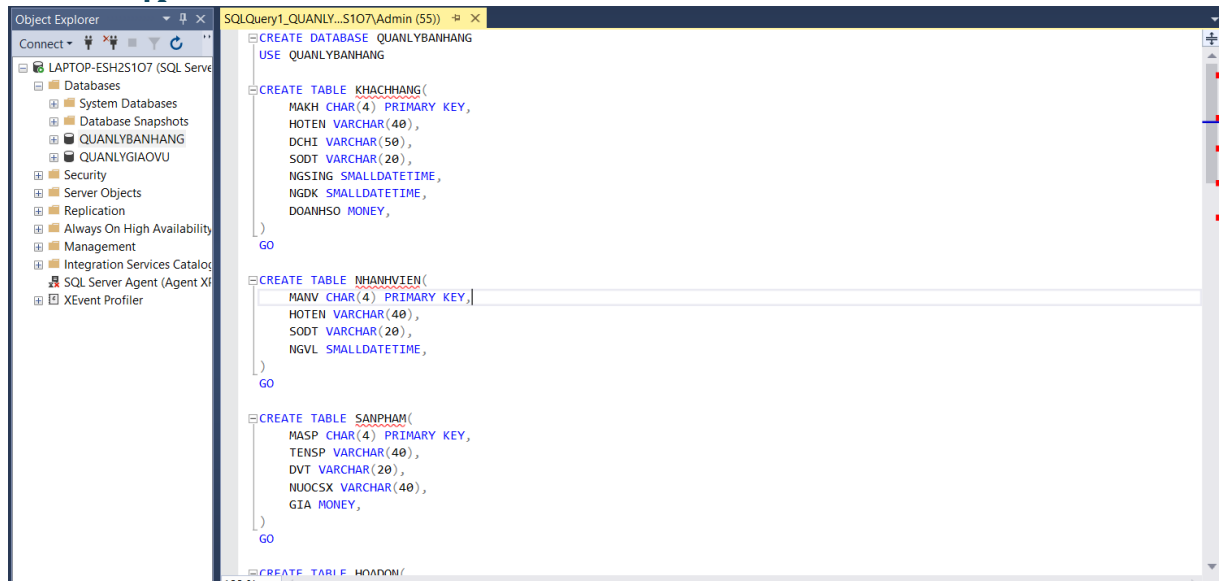 Object Explorer
Connect
LAPTOP-ESH2S1O7 (SQL Serve
Databases
System Databases
Database Snapshots
QUANLYBANHANG
QUANLYGIAOVU
Security
Server Objects
Replication
Always On High Availability
Management
Integration Services Catalog
SQL Server Agent (Agent XP
XEvent Profiler
SQLQuery1_QUANLY...S1O7\Admin (55))
CREATE DATABASE QUANLYBANHANG
USE QUANLYBANHANG
CREATE TABLE KHACHHANG(
MAKH CHAR(4) PRIMARY KEY,
HOTEN VARCHAR(40),
DCHI VARCHAR(50),
SODT VARCHAR(20),
NGSING SMALLDATETIME,
NGDK SMALLDATETIME,
DOANHSO MONEY,
)
GO
CREATE TABLE NHANHVIEN(
MANV CHAR(4) PRIMARY KEY,
HOTEN VARCHAR(40),
SODT VARCHAR(20),
NGVL SMALLDATETIME,
)
GO
CREATE TABLE SANPHAM(
MASP CHAR(4) PRIMARY KEY,
TENSP VARCHAR(40),
DVT VARCHAR(20),
NUOCSX VARCHAR(40),
GIA MONEY,
)
GO
CREATE TABLE HOADON(